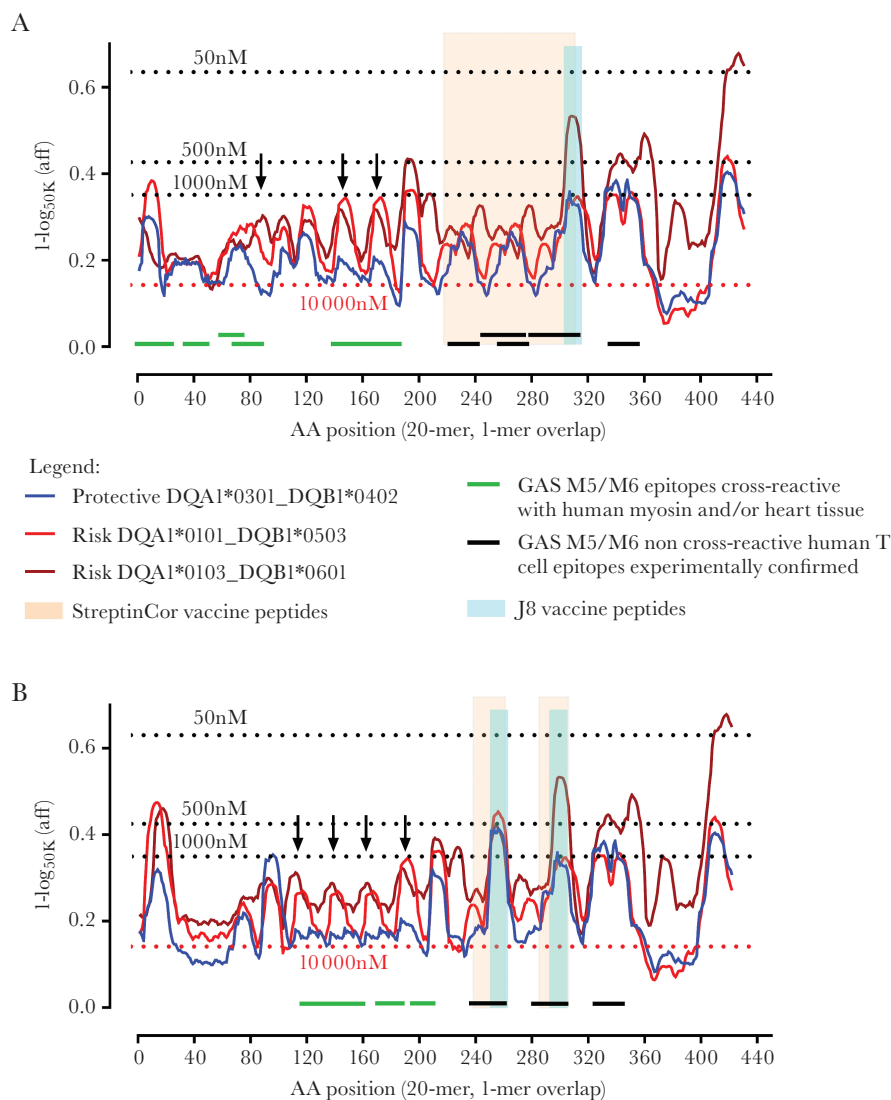 A
1-log50K (aff)
0.6
0.4
0.2
0.0
50nM
500nM
1000nM
10 000nM
0 40 80 120 160 200 240 280 320 360 400 440
AA position (20-mer, 1-mer overlap)
Legend:
Protective DQA1*0301_DQB1*0402
Risk DQA1*0101_DQB1*0503
Risk DQA1*0103_DQB1*0601
StreptinCor vaccine peptides
GAS M5/M6 epitopes cross-reactive
with human myosin and/or heart tissue
GAS M5/M6 non cross-reactive human T
cell epitopes experimentally confirmed
J8 vaccine peptides
B
1-log50K (aff)
0.6
0.4
0.2
0.0
50nM
500nM
1000nM
10 000nM
0 40 80 120 160 200 240 280 320 360 400 440
AA position (20-mer, 1-mer overlap)